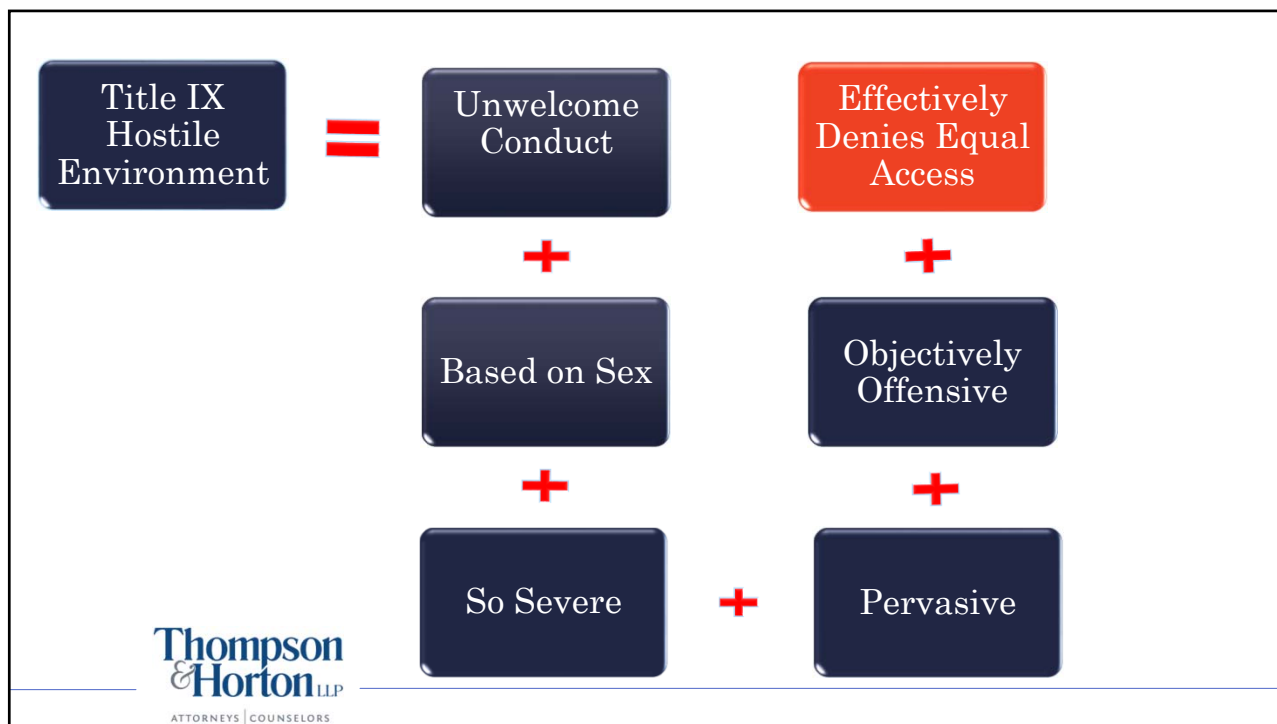 Title IX
Hostile
Environment
=
Unwelcome
Conduct
+
Based on Sex
+
So Severe
+
Pervasive
+
Objectively
Offensive
+
Effectively
Denies Equal
Access
Thompson
&Horton LLP
ATTORNEYS | COUNSELORS